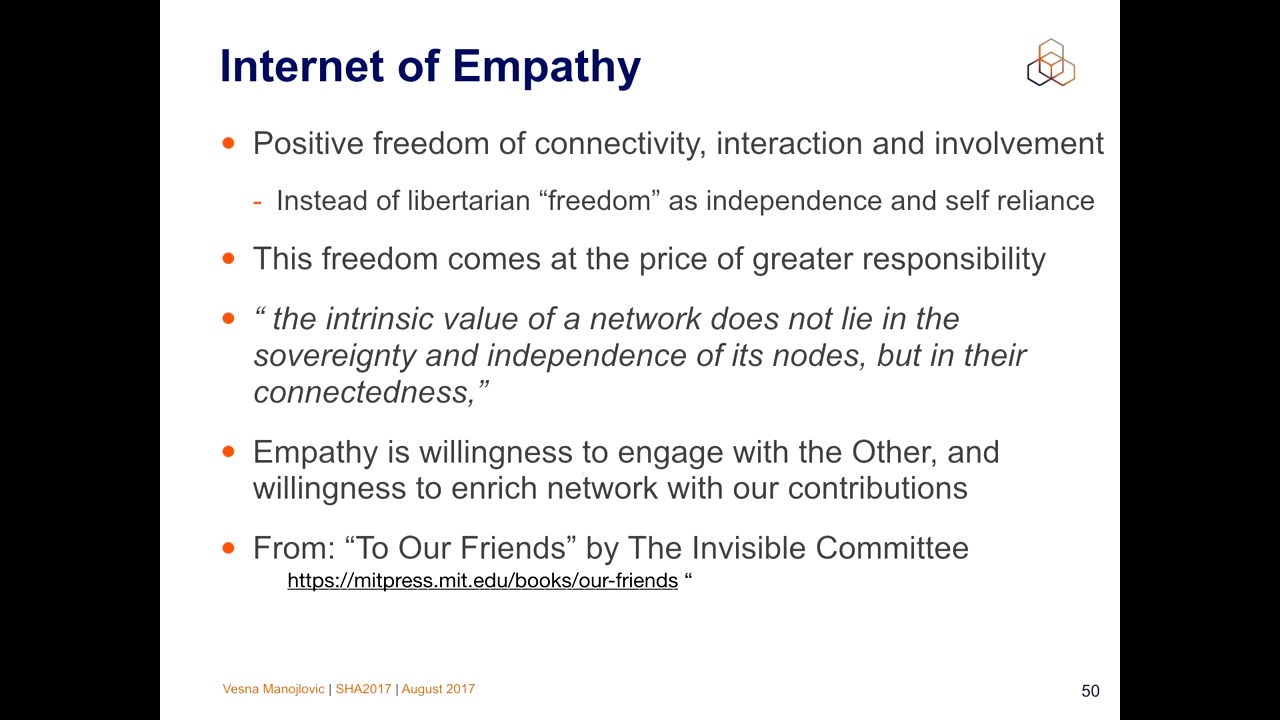 Internet of Empathy
• Positive freedom of connectivity, interaction and involvement
- Instead of libertarian “freedom” as independence and self reliance
• This freedom comes at the price of greater responsibility
• “ the intrinsic value of a network does not lie in the
sovereignty and independence of its nodes, but in their
connectedness,”
• Empathy is willingness to engage with the Other, and
willingness to enrich network with our contributions
• From: “To Our Friends” by The Invisible Committee
https://mitpress.mit.edu/books/our-friends “
Vesna Manojlovic | SHA2017 | August 2017
50